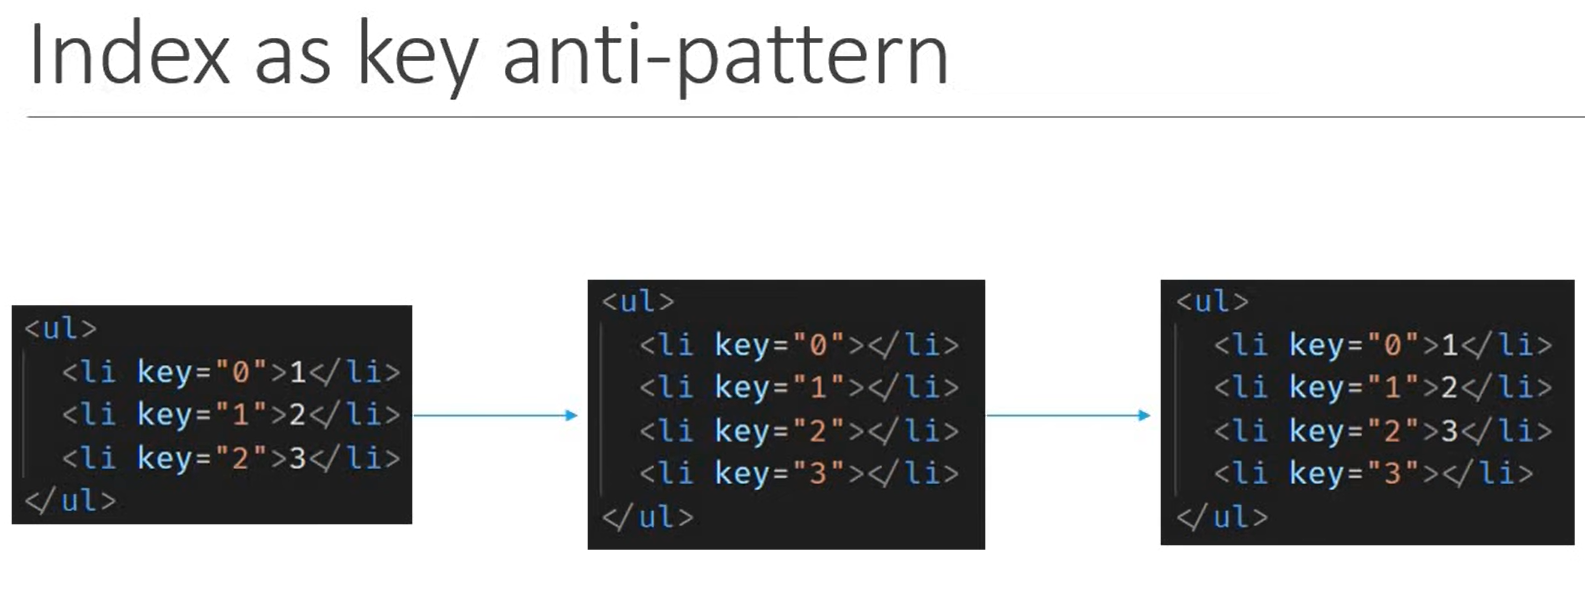 Index as key anti-pattern
<ul>
<li key="0">1</li>
<li key="1">2</li>
<li key="2">3</li>
</ul>
<ul>
<li key="0"></li>
<li key="1"></li>
<li key="2"></li>
<li key="3"></li>
</ul>
<ul>
<li key="0">1</li>
<li key="1">2</li>
<li key="2">3</li>
<li key="3"></li>
</ul>